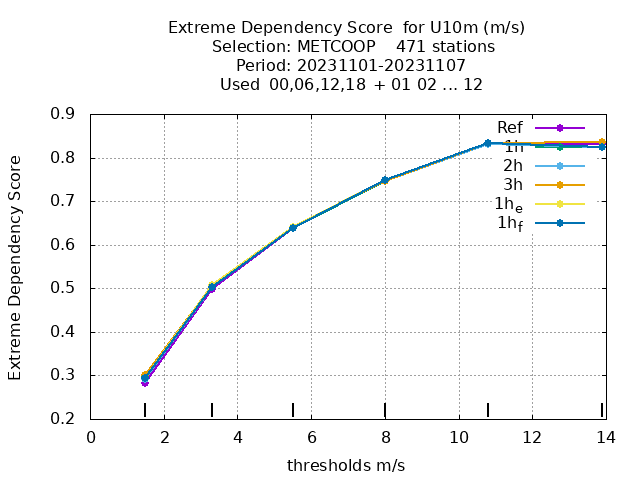 Extreme Dependency Score for U10m (m/s)
Selection: METCOOP 471 stations
Period: 20231101-20231107
Used 00,06,12,18 + 01 02 ... 12
Extreme Dependency Score
0.9
0.8
0.7
0.6
0.5
0.4
0.3
0.2
Ref
1h
2h
3h
1he
1hf
0 2 4 6 8 10 12 14
thresholds m/s